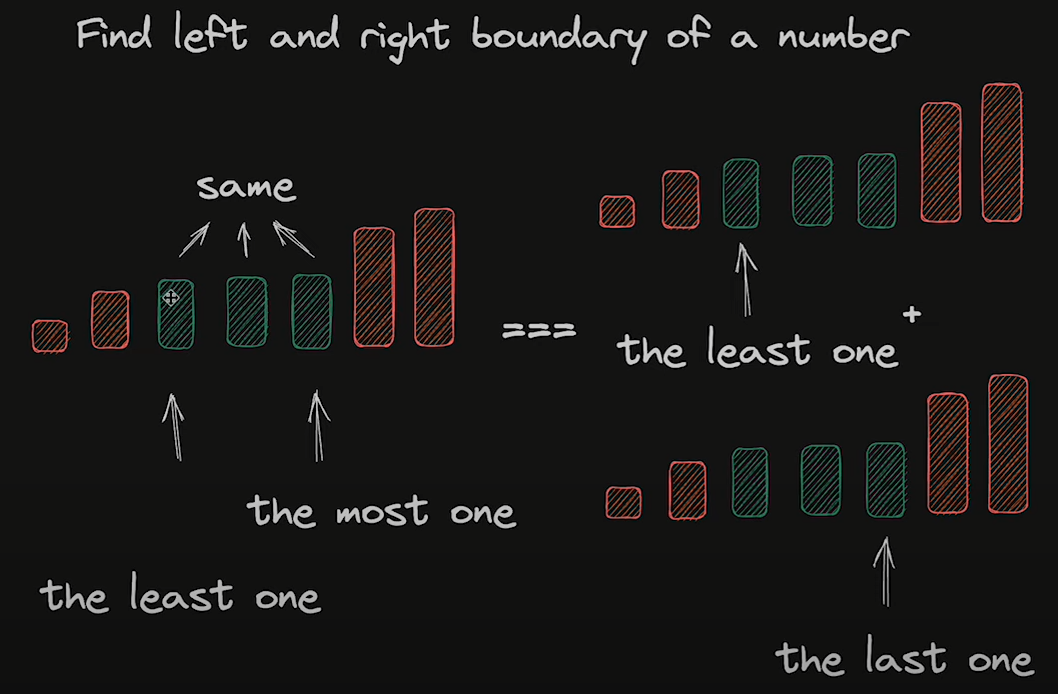 Find left and right boundary of a number
same
===
the least one
+
the most one
the least one
the last one